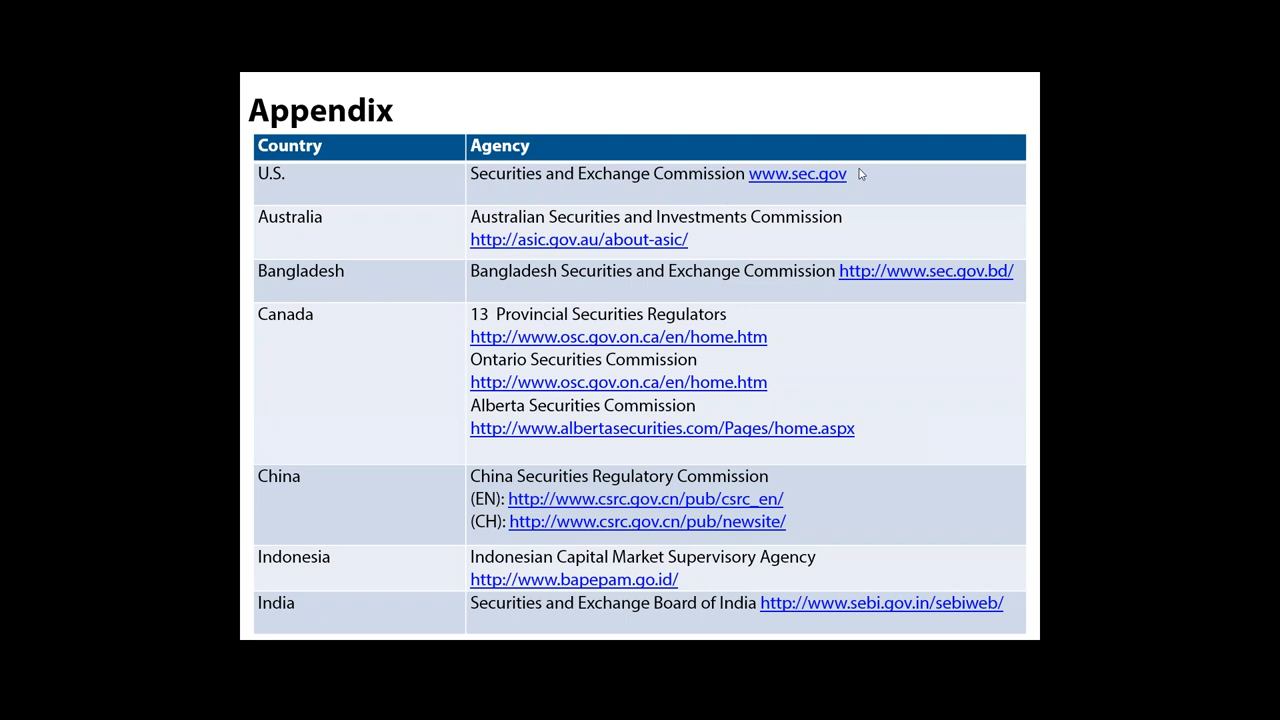 Appendix
Country Agency
U.S. Securities and Exchange Commission www.sec.gov
Australia Australian Securities and Investments Commission
http://asic.gov.au/about-asic/
Bangladesh Bangladesh Securities and Exchange Commission http://www.sec.gov.bd/
Canada 13 Provincial Securities Regulators
http://www.osc.gov.on.ca/en/home.htm
Ontario Securities Commission
http://www.osc.gov.on.ca/en/home.htm
Alberta Securities Commission
http://www.albertasecurities.com/Pages/home.aspx
China China Securities Regulatory Commission
(EN): http://www.csrc.gov.cn/pub/csrc_en/
(CH): http://www.csrc.gov.cn/pub/newsite/
Indonesia Indonesian Capital Market Supervisory Agency
http://www.bapepam.go.id/
India Securities and Exchange Board of India http://www.sebi.gov.in/sebiweb/